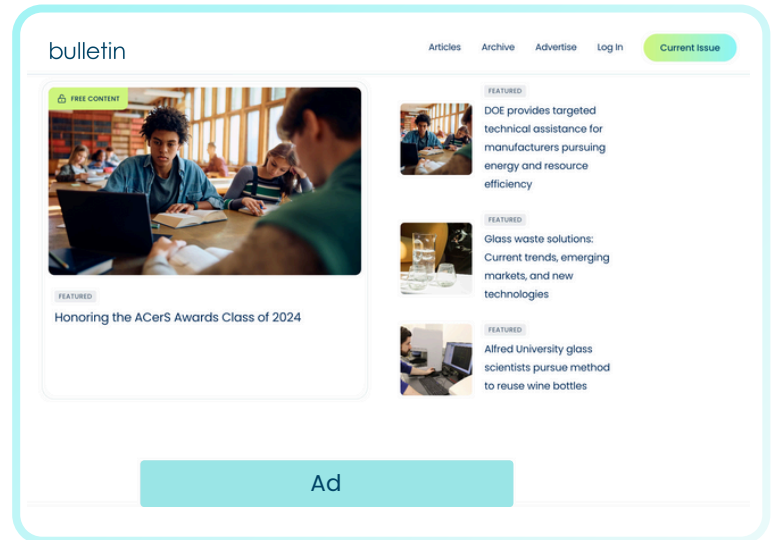 bulletin
Articles Archive Advertise Log In Current Issue
FREE CONTENT
FEATURED
Honoring the ACerS Awards Class of 2024
FEATURED
DOE provides targeted
technical assistance for
manufacturers pursuing
energy and resource
efficiency
FEATURED
Glass waste solutions:
Current trends, emerging
markets, and new
technologies
FEATURED
Alfred University glass
scientists pursue method
to reuse wine bottles
Ad